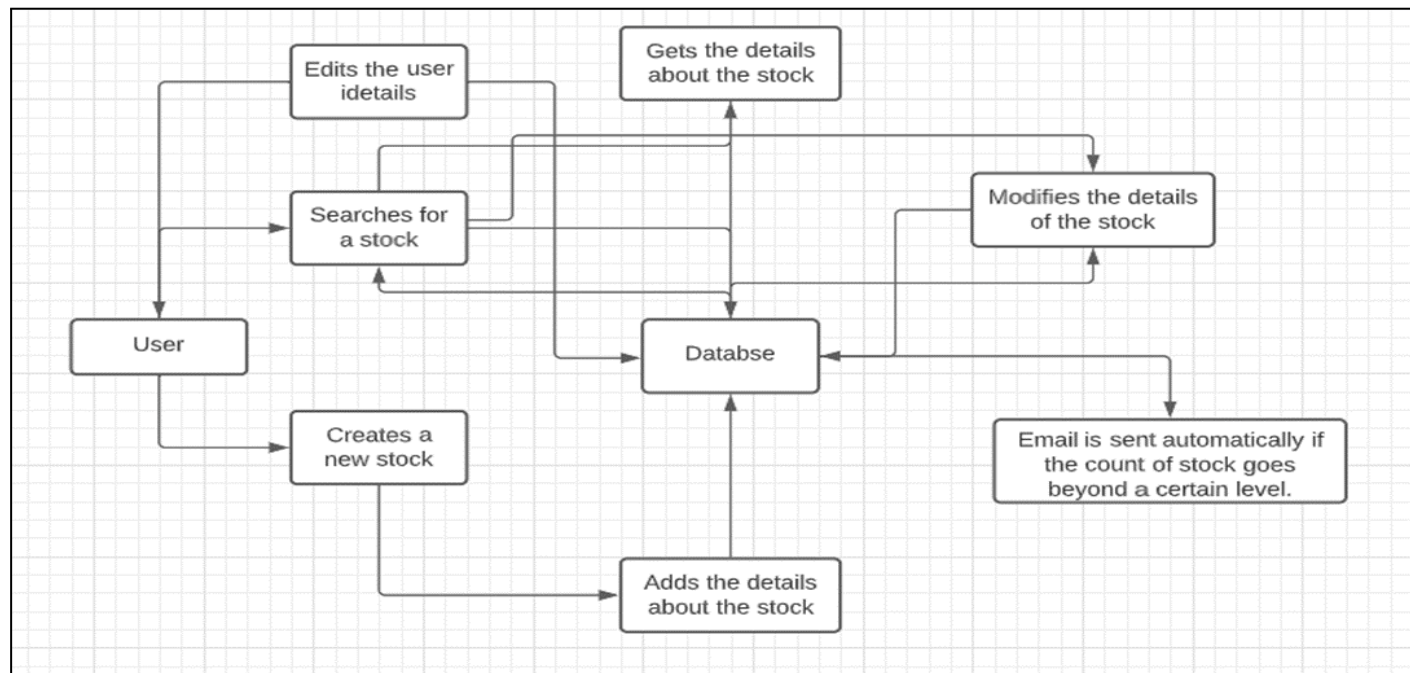 Edits the user
idetails
Gets the details
about the stock
Searches for
a stock
Modifies the details
of the stock
User
Databse
Creates a
new stock
Email is sent automatically if
the count of stock goes
beyond a certain level.
Adds the details
about the stock